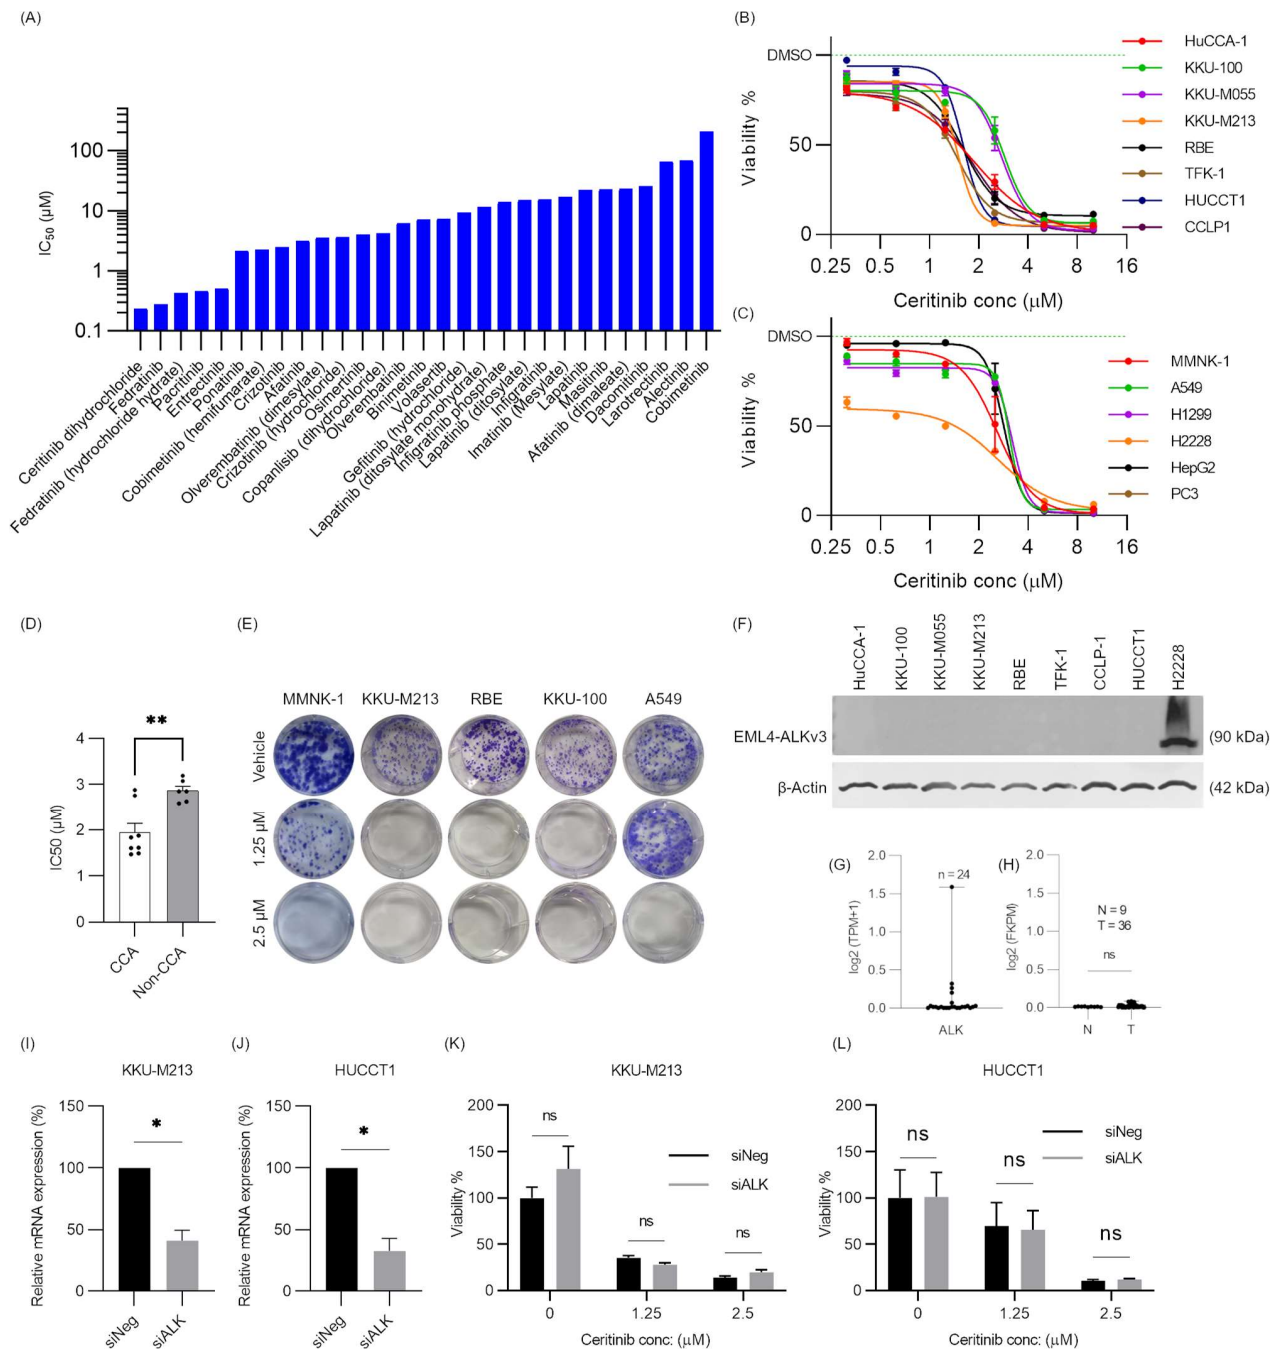 (A)
IC50 (µM)
100
10
1
0.1
Ceritinib dihydrochloride
Fedratinib
Fedratinib (hydrochloride hydrate)
Pacritinib
Entrectinib
Ponatinib
Cobimetinib (hemifumarate)
Crizotinib
Afatinib
Olverembatinib (dimesylate)
Crizotinib (hydrochloride)
Osimertinib
Copanlisib (dihydrochloride)
Olverembatinib
Binimetinib
Volasertib
Gefitinib (hydrochloride)
Lapatinib (ditosylate monohydrate)
Infigratinib phosphate
Lapatinib (ditosylate)
Infigratinib
Imatinib (Mesylate)
Lapatinib
Masitinib
Afatinib (dimaleate)
Dacomitinib
Larotrectinib
Alectinib
Cobimetinib
(B)
Viability %
DMSO
50
0
0.25 0.5 1 2 4 8 16
Ceritinib conc (µM)
HuCCA-1
KKU-100
KKU-M055
KKU-M213
RBE
TFK-1
HUCCT1
CCLP1
(C)
Viability %
DMSO
50
0
0.25 0.5 1 2 4 8 16
Ceritinib conc (µM)
MMNK-1
A549
H1299
H2228
HepG2
PC3
(D)
IC50 (µM)
**
4
3
2
1
0
CCA
Non-CCA
(E)
MMNK-1 KKU-M213 RBE KKU-100 A549
Vehicle
1.25 µM
2.5 µM
(F)
HuCCA-1
KKU-100
KKU-M055
KKU-M213
RBE
TFK-1
CCLP-1
HUCCT1
H2228
EML4-ALKv3 (90 kDa)
β-Actin (42 kDa)
(G)
log2 (TPM+1)
2.0
1.5
1.0
0.5
0.0
n = 24
ALK
(H)
log2 (FKPM)
2.0
1.5
1.0
0.5
0.0
N = 9
T = 36
ns
N T
(I)
KKU-M213
Relative mRNA expression (%)
150
100
50
0
*
siNeg
siALK
(J)
HUCCT1
Relative mRNA expression (%)
150
100
50
0
*
siNeg
siALK
(K)
KKU-M213
Viability %
200
150
100
50
0
ns
ns
ns
siNeg
siALK
0 1.25 2.5
Ceritinib conc: (µM)
(L)
HUCCT1
Viability %
200
150
100
50
0
ns
ns
ns
siNeg
siALK
0 1.25 2.5
Ceritinib conc: (µM)